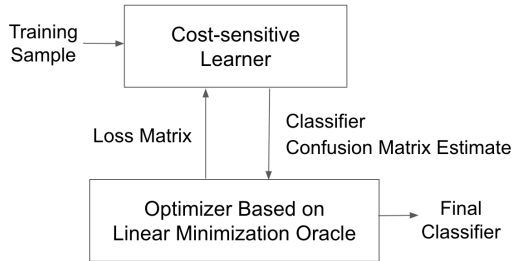 Training
Sample
Cost-sensitive
Learner
Loss Matrix
Classifier
Confusion Matrix Estimate
Optimizer Based on
Linear Minimization Oracle
Final
Classifier